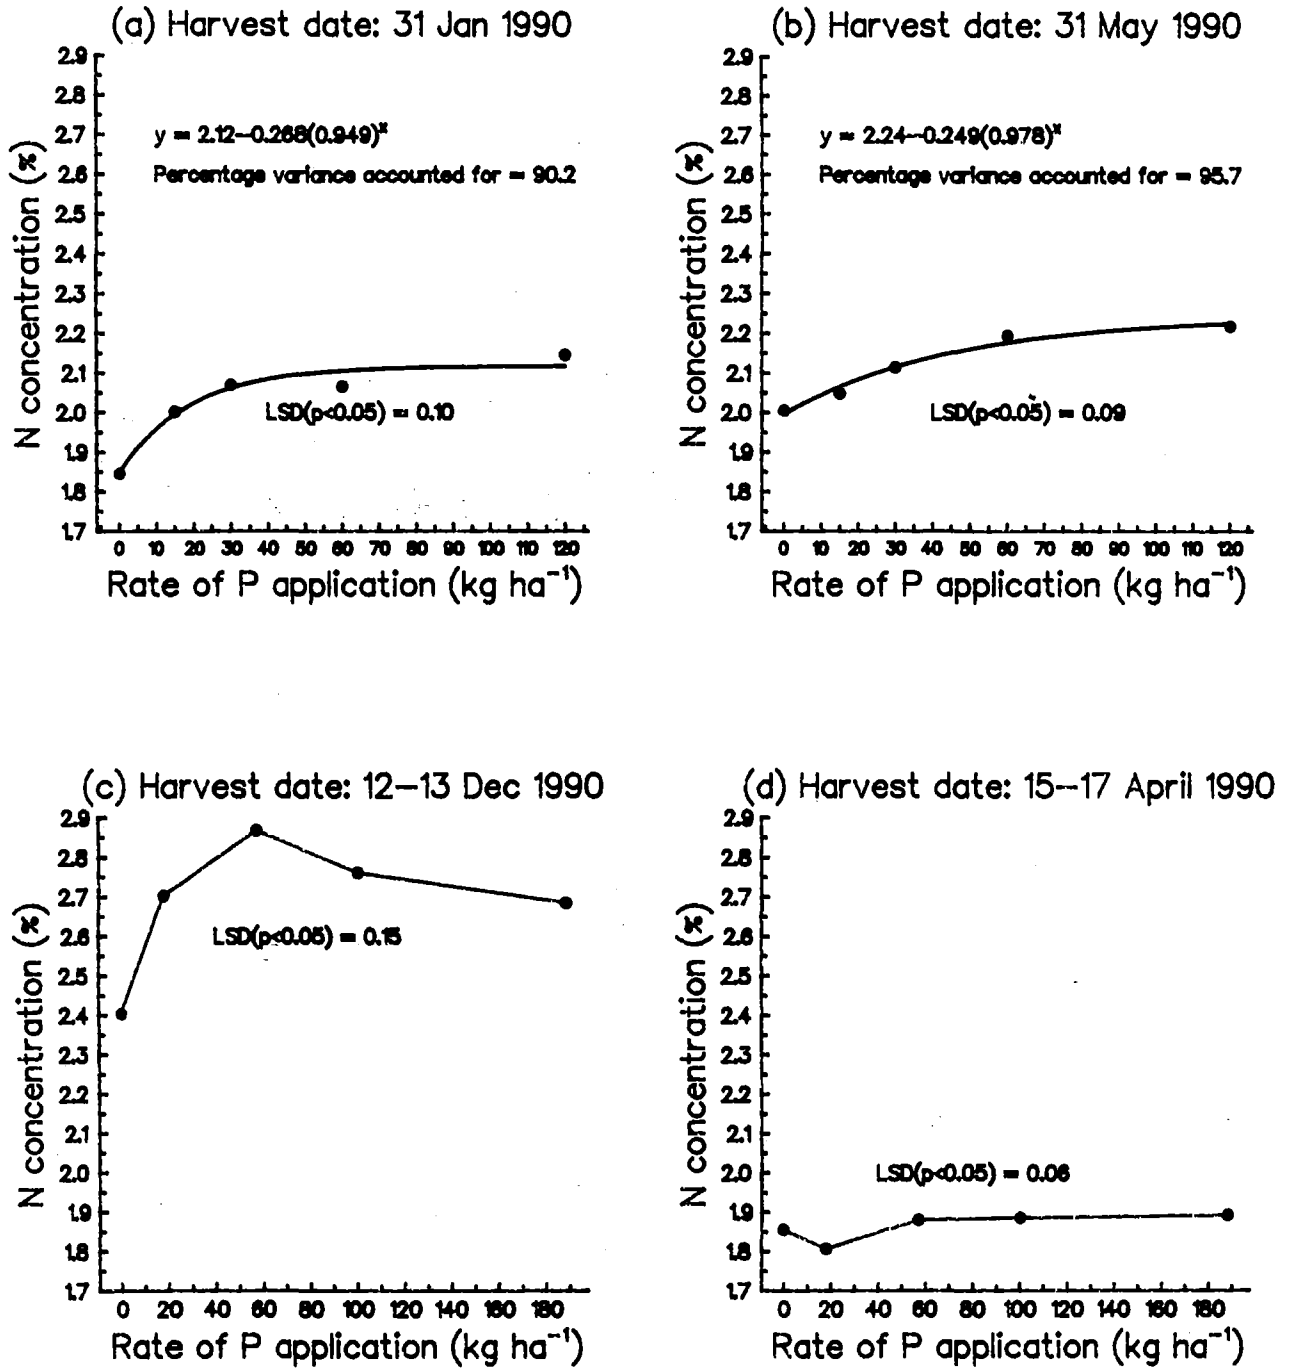 (a) Harvest date: 31 Jan 1990
2.9
2.8
2.7
2.6
2.5
2.4
2.3
2.2
2.1
2.0
1.9
1.8
1.7
N concentration (%)
y = 2.12-0.268(0.949)ˣ
Percentage variance accounted for = 90.2
LSD(p<0.05) = 0.10
0 10 20 30 40 50 60 70 80 90 100 110 120
Rate of P application (kg ha⁻¹)
(b) Harvest date: 31 May 1990
2.9
2.8
2.7
2.6
2.5
2.4
2.3
2.2
2.1
2.0
1.9
1.8
1.7
N concentration (%)
y = 2.24-0.249(0.978)ˣ
Percentage variance accounted for = 95.7
LSD(p<0.05) = 0.09
0 10 20 30 40 50 60 70 80 90 100 110 120
Rate of P application (kg ha⁻¹)
(c) Harvest date: 12-13 Dec 1990
2.9
2.8
2.7
2.6
2.5
2.4
2.3
2.2
2.1
2.0
1.9
1.8
1.7
N concentration (%)
LSD(p<0.05) = 0.15
0 20 40 60 80 100 120 140 160 180
Rate of P application (kg ha⁻¹)
(d) Harvest date: 15-17 April 1990
2.9
2.8
2.7
2.6
2.5
2.4
2.3
2.2
2.1
2.0
1.9
1.8
1.7
N concentration (%)
LSD(p<0.05) = 0.06
0 20 40 60 80 100 120 140 160 180
Rate of P application (kg ha⁻¹)